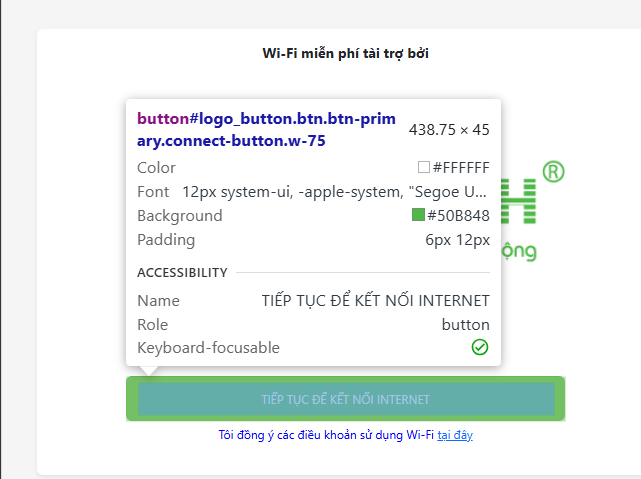 Wi-Fi miễn phí tài trợ bởi
button#logo_button.btn.btn-prim
ary.connect-button.w-75
438.75 × 45
Color #FFFFFF
Font 12px system-ui, -apple-system, "Segoe U...
Background #50B848
Padding 6px 12px
ACCESSIBILITY
Name TIẾP TỤC ĐỂ KẾT NỐI INTERNET
Role button
Keyboard-focusable
H®
ộng
TIẾP TỤC ĐỂ KẾT NỐI INTERNET
Tôi đồng ý các điều khoản sử dụng Wi-Fi tại đây